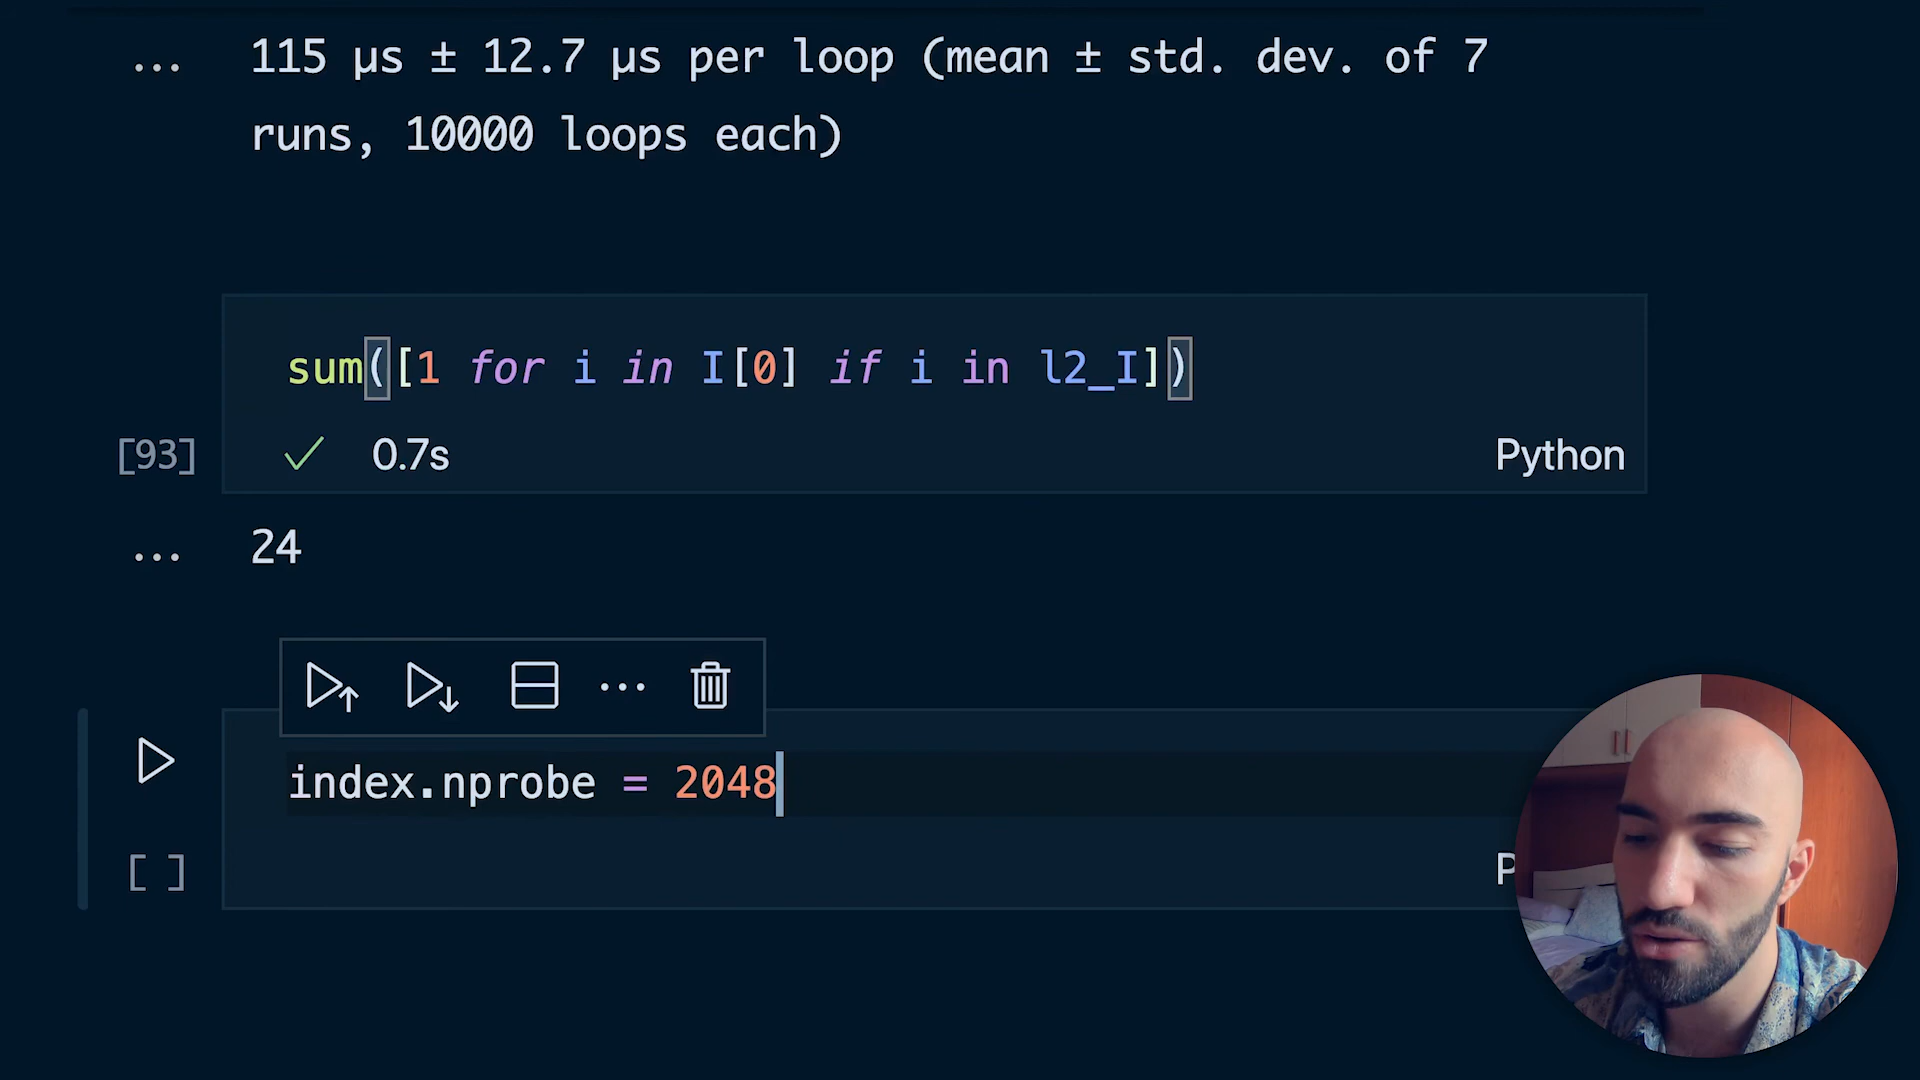 ... 115 µs ± 12.7 µs per loop (mean ± std. dev. of 7
runs, 10000 loops each)
sum([1 for i in I[0] if i in l2_I])
[93] 0.7s Python
... 24
...
index.nprobe = 2048
[ ] P